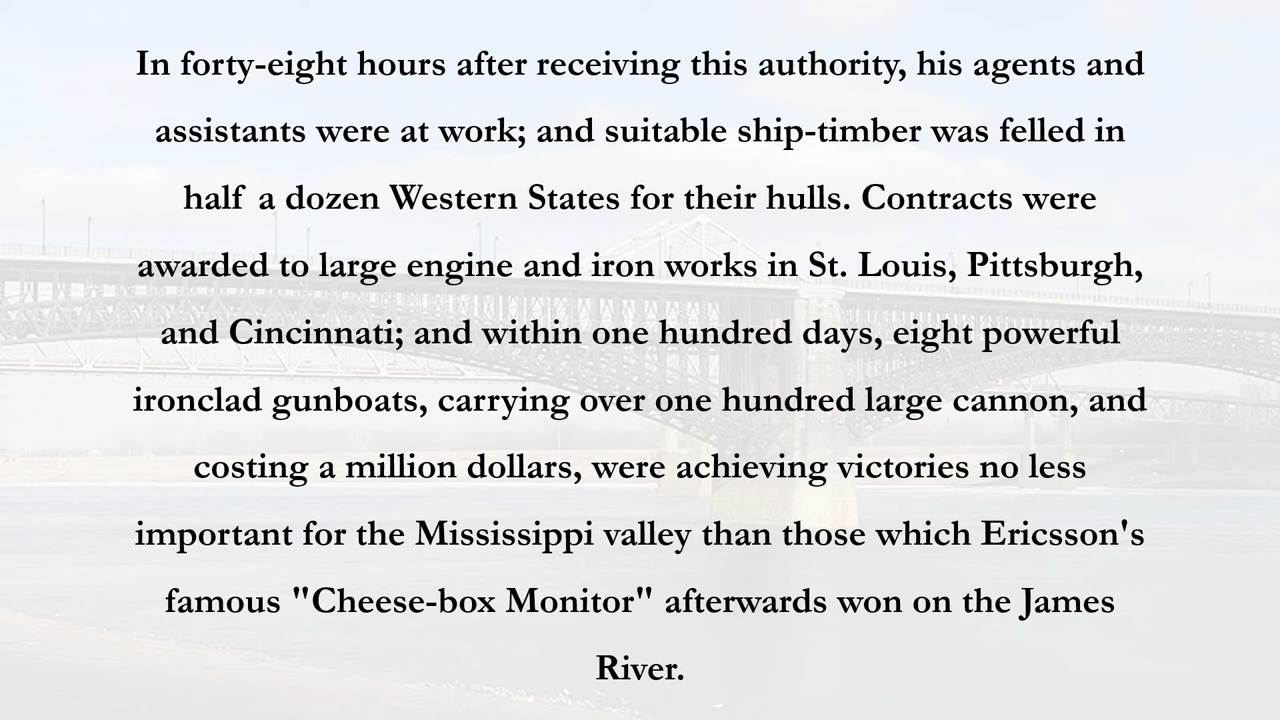 In forty-eight hours after receiving this authority, his agents and
assistants were at work; and suitable ship-timber was felled in
half a dozen Western States for their hulls. Contracts were
awarded to large engine and iron works in St. Louis, Pittsburgh,
and Cincinnati; and within one hundred days, eight powerful
ironclad gunboats, carrying over one hundred large cannon, and
costing a million dollars, were achieving victories no less
important for the Mississippi valley than those which Ericsson's
famous "Cheese-box Monitor" afterwards won on the James
River.